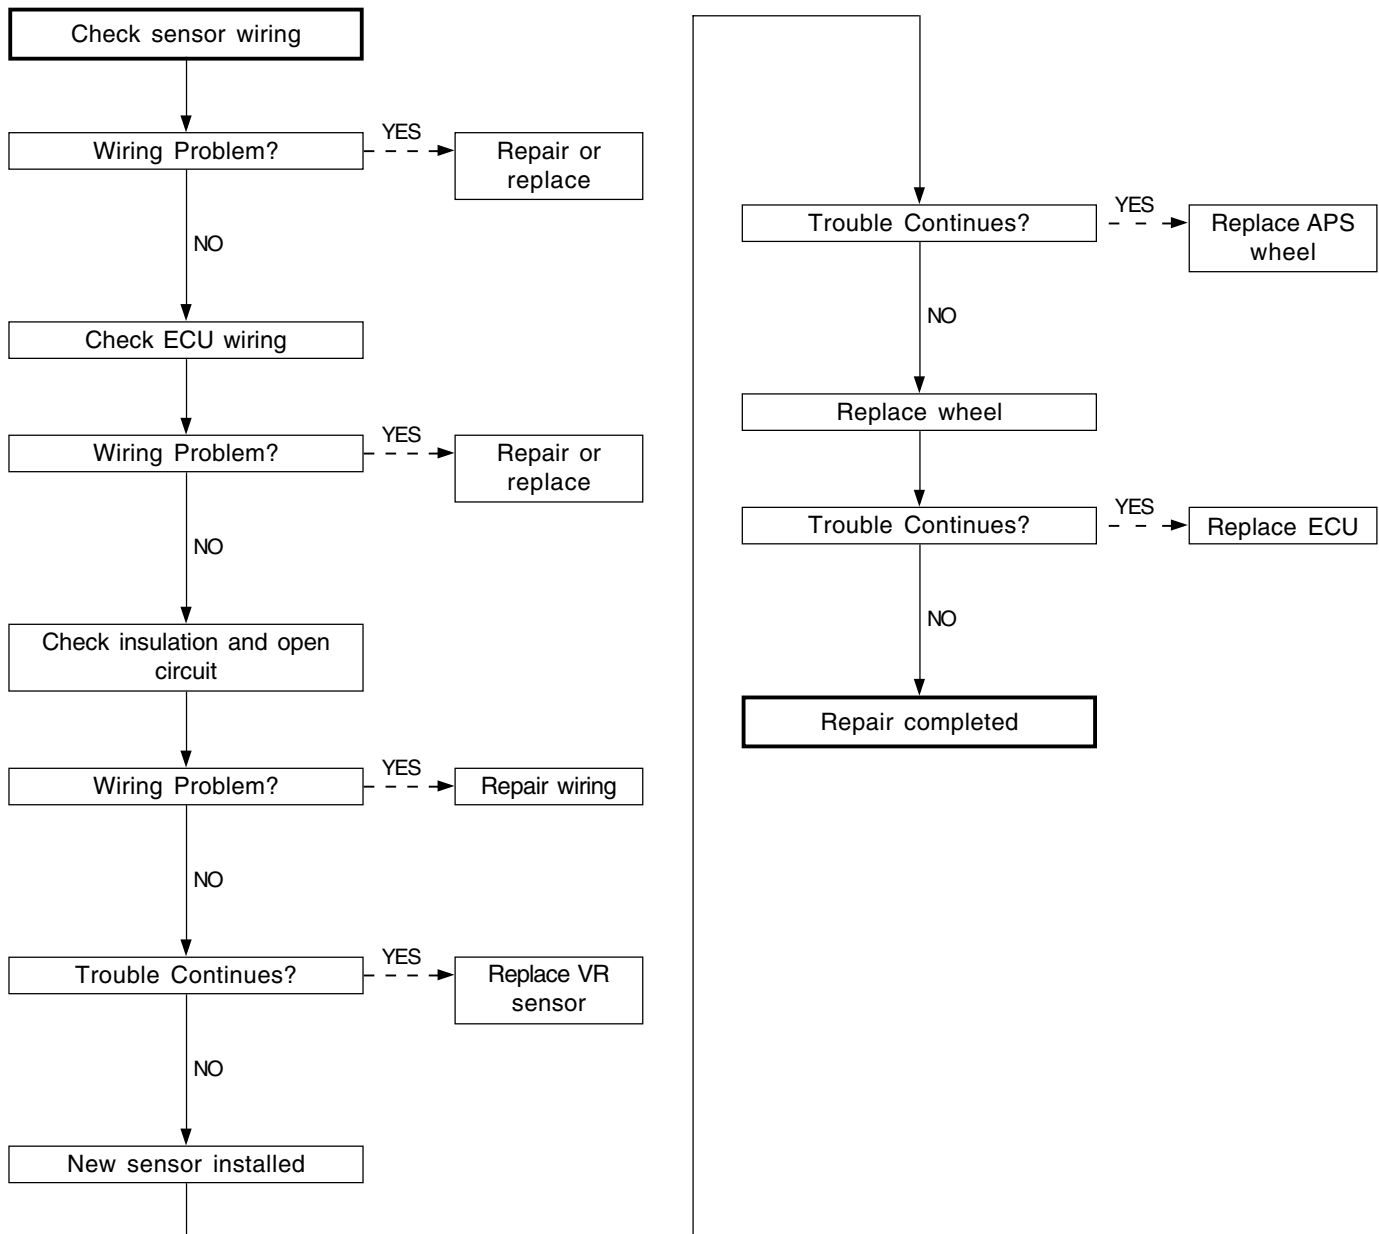 Check sensor wiring
Wiring Problem?
YES
Repair or
replace
NO
Check ECU wiring
Wiring Problem?
YES
Repair or
replace
NO
Check insulation and open
circuit
Wiring Problem?
YES
Repair wiring
NO
Trouble Continues?
YES
Replace VR
sensor
NO
New sensor installed
Trouble Continues?
YES
Replace APS
wheel
NO
Replace wheel
Trouble Continues?
YES
Replace ECU
NO
Repair completed